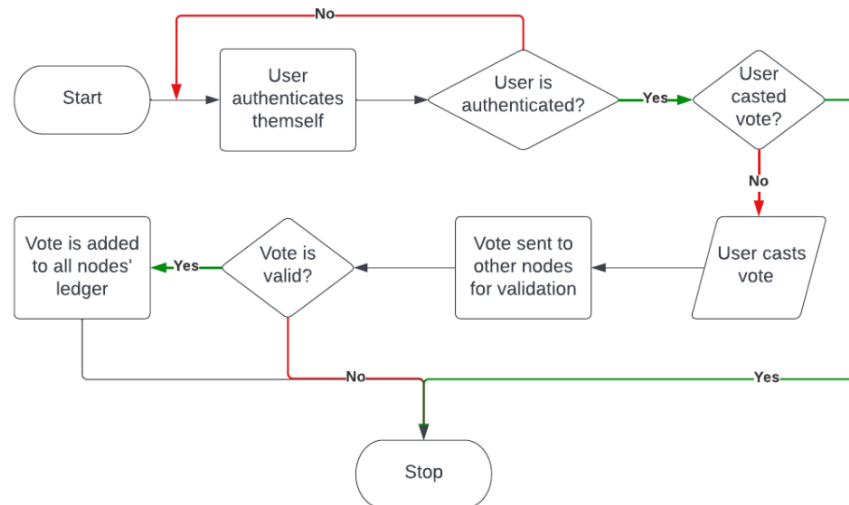 No
Start
User
authenticates
themself
User is
authenticated?
Yes
User
casted
vote?
No
Vote is added
to all nodes'
ledger
Yes
Vote is
valid?
Vote sent to
other nodes
for validation
User casts
vote
No
Yes
Stop